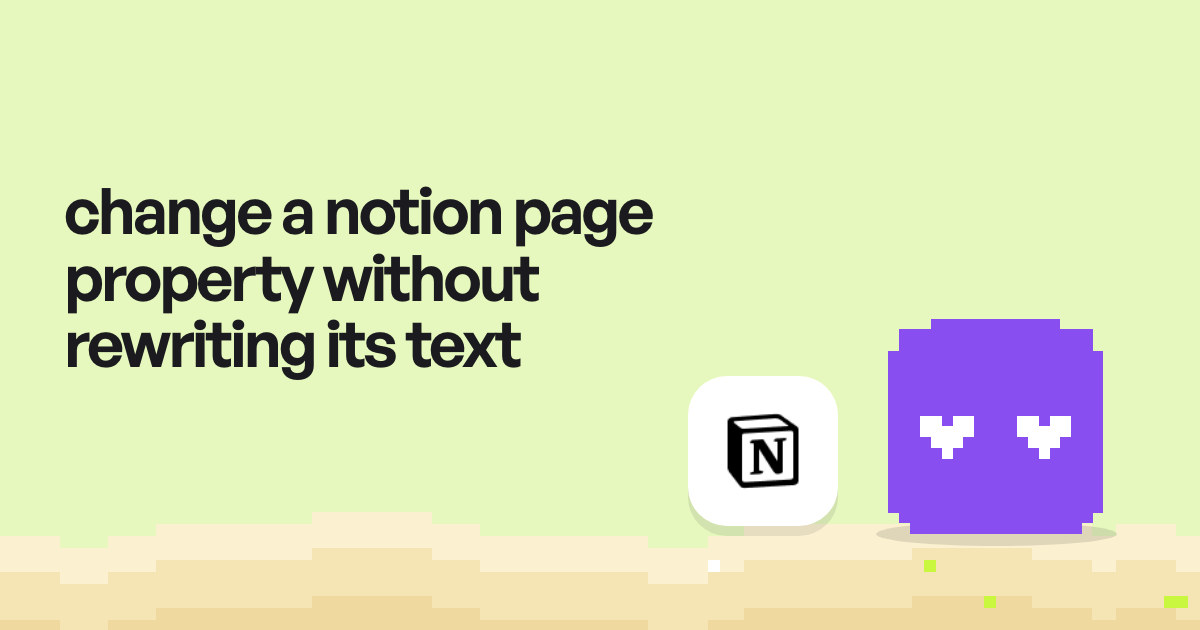 change a notion page
property without
rewriting its text
N